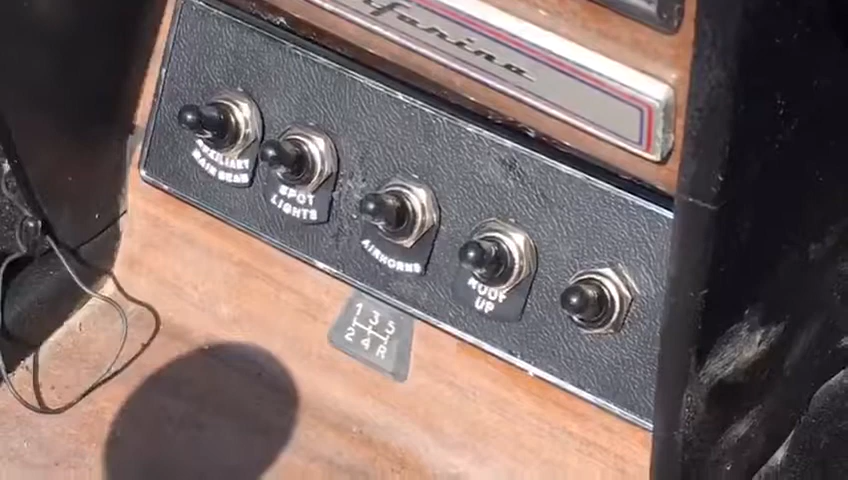 AUXILIARY
MAIN BEAM
SPOT
LIGHTS
AIRHORNS
ROOF
UP
1 3 5
2 4 R